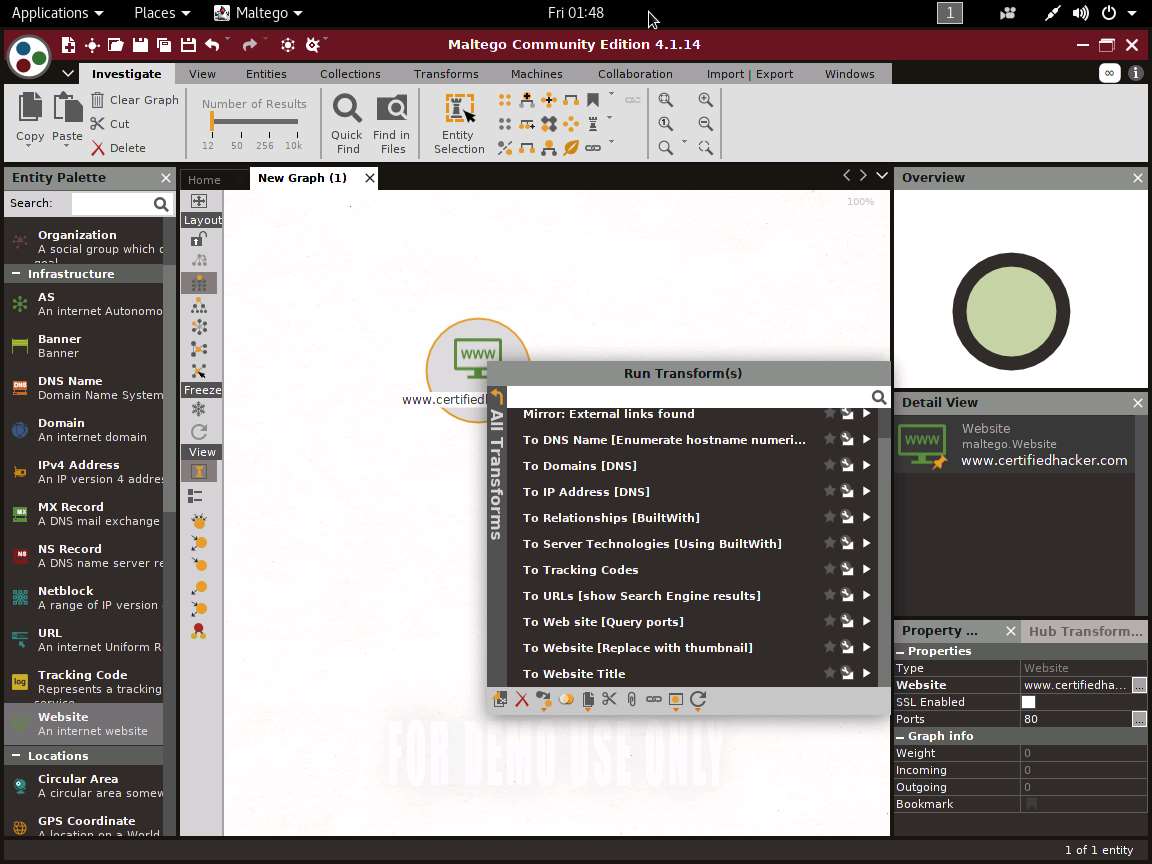 Applications Places Maltego Fri 01:48 1
Maltego Community Edition 4.1.14
Investigate View Entities Collections Transforms Machines Collaboration Import | Export Windows
Copy
Paste
Clear Graph
Cut
Delete
Number of Results
12 50 256 10k
Quick Find
Find in Files
Entity Selection
Entity Palette
Search:
Organization
A social group which
goal.
Infrastructure
AS
An internet Autonomo
Banner
Banner
DNS Name
Domain Name System
Domain
An internet domain
IPv4 Address
An IP version 4 addre
MX Record
A DNS mail exchange
NS Record
A DNS name server re
Netblock
A range of IP version
URL
An internet Uniform R
Tracking Code
Represents a tracking
service
Website
An internet website
Locations
Circular Area
A circular area somew
GPS Coordinate
A location on a World
Home New Graph (1)
100%
Layout
Freeze
View
WWW
www.certified
Run Transform(s)
All Transforms
Mirror: External links found
To DNS Name [Enumerate hostname numeri...
To Domains [DNS]
To IP Address [DNS]
To Relationships [BuiltWith]
To Server Technologies [Using BuiltWith]
To Tracking Codes
To URLs [show Search Engine results]
To Web site [Query ports]
To Website [Replace with thumbnail]
To Website Title
FOR DEMO USE ONLY
Overview
Detail View
WWW
Website
maltego.Website
www.certifiedhacker.com
Property ... Hub Transform...
Properties
Type Website
Website www.certifiedha... ...
SSL Enabled
Ports 80 ...
Graph info
Weight 0
Incoming 0
Outgoing 0
Bookmark
1 of 1 entity